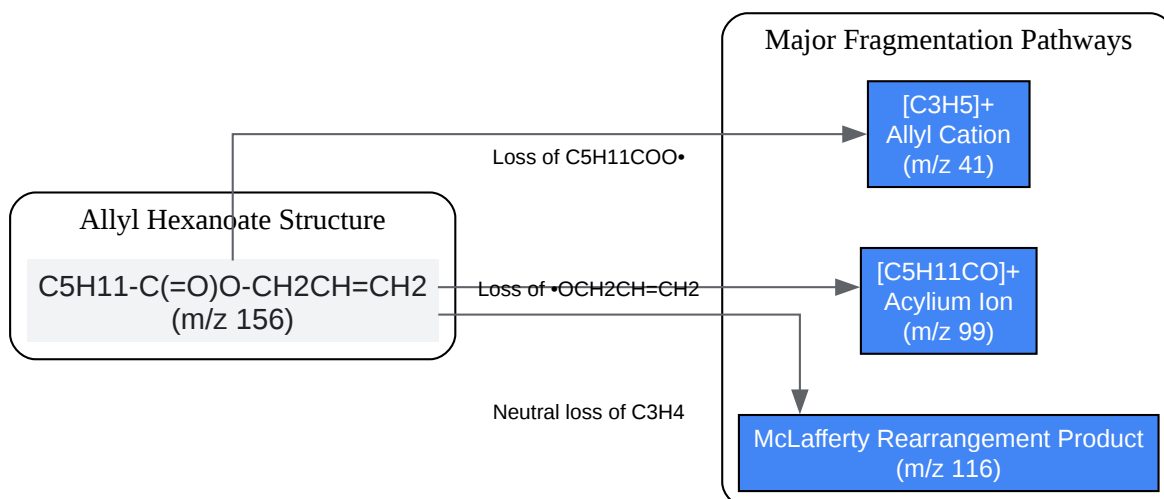 Major Fragmentation Pathways
[C3H5]+
Allyl Cation
(m/z 41)
Loss of C5H11COO•
Allyl Hexanoate Structure
C5H11-C(=O)O-CH2CH=CH2
(m/z 156)
Loss of •OCH2CH=CH2
[C5H11CO]+
Acylium Ion
(m/z 99)
Neutral loss of C3H4
McLafferty Rearrangement Product
(m/z 116)